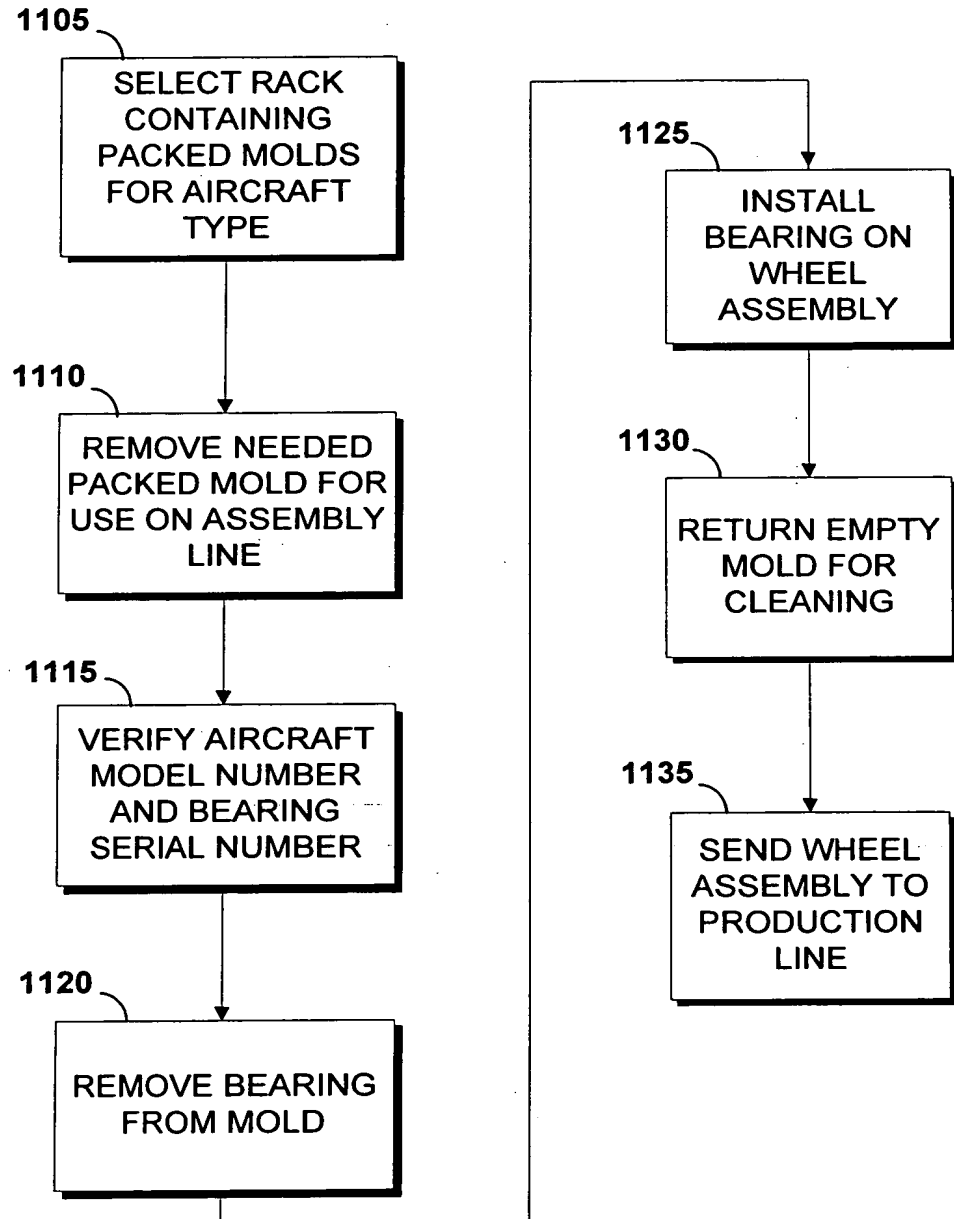 1105
SELECT RACK
CONTAINING
PACKED MOLDS
FOR AIRCRAFT
TYPE
1110
REMOVE NEEDED
PACKED MOLD FOR
USE ON ASSEMBLY
LINE
1115
VERIFY AIRCRAFT
MODEL NUMBER
AND BEARING
SERIAL NUMBER
1120
REMOVE BEARING
FROM MOLD
1125
INSTALL
BEARING ON
WHEEL
ASSEMBLY
1130
RETURN EMPTY
MOLD FOR
CLEANING
1135
SEND WHEEL
ASSEMBLY TO
PRODUCTION
LINE